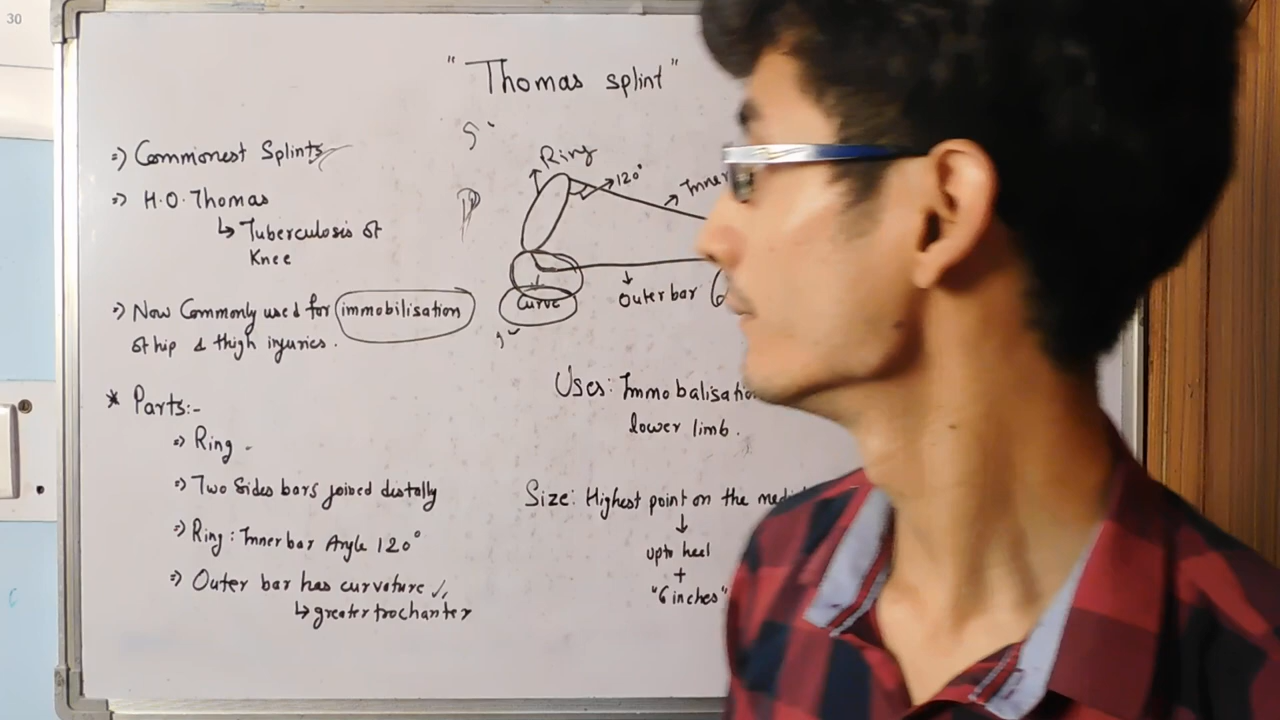 30
"Thomas splint"
=> Commonest Splints
=> H.O.Thomas
↳ Tuberculosis of
Knee
=> Now Commonly used for immobilisation
of hip & thigh injuries.
* Parts:-
=> Ring -
=> Two Sides bars joined distally
=> Ring : Inner bar Angle 120°
=> Outer bar has curvature ✓
↳ greater trochanter
Ring
120°
Inner
Outer bar
Curve
Uses: Immobalisatio
lower limb.
Size: Highest point on the medi
↓
upto heel
+
"6 inches"